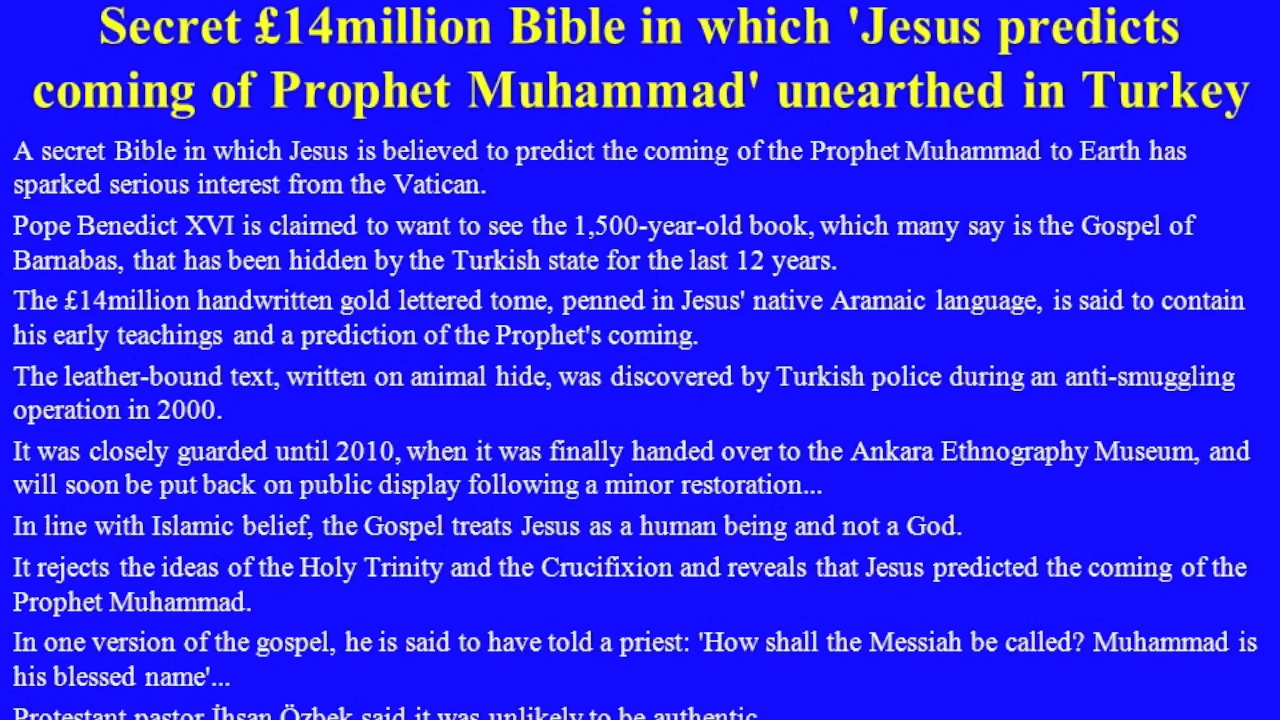 Secret £14million Bible in which 'Jesus predicts
coming of Prophet Muhammad' unearthed in Turkey
A secret Bible in which Jesus is believed to predict the coming of the Prophet Muhammad to Earth has
sparked serious interest from the Vatican.
Pope Benedict XVI is claimed to want to see the 1,500-year-old book, which many say is the Gospel of
Barnabas, that has been hidden by the Turkish state for the last 12 years.
The £14million handwritten gold lettered tome, penned in Jesus' native Aramaic language, is said to contain
his early teachings and a prediction of the Prophet's coming.
The leather-bound text, written on animal hide, was discovered by Turkish police during an anti-smuggling
operation in 2000.
It was closely guarded until 2010, when it was finally handed over to the Ankara Ethnography Museum, and
will soon be put back on public display following a minor restoration...
In line with Islamic belief, the Gospel treats Jesus as a human being and not a God.
It rejects the ideas of the Holy Trinity and the Crucifixion and reveals that Jesus predicted the coming of the
Prophet Muhammad.
In one version of the gospel, he is said to have told a priest: 'How shall the Messiah be called? Muhammad is
his blessed name'...
Protestant pastor İhsan Özbek said it was unlikely to be authentic.